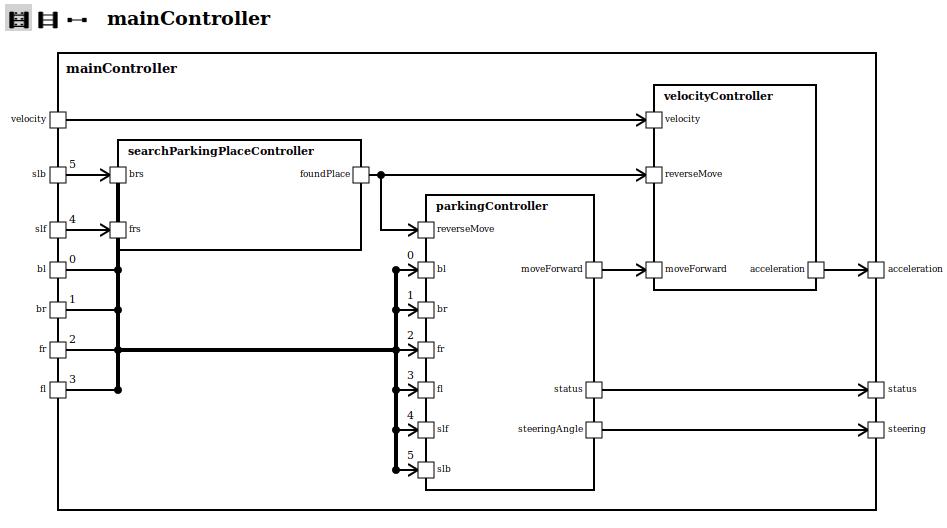 mainController
mainController
velocityController
velocity
velocity
searchParkingPlaceController
slb 5 brs
foundPlace
reverseMove
parkingController
slf 4 frs
reverseMove
bl 0
0 bl
moveForward
moveForward
acceleration
acceleration
br 1
1 br
fr 2
2 fr
fl 3
3 fl
status
status
4 slf
steeringAngle
steering
5 slb